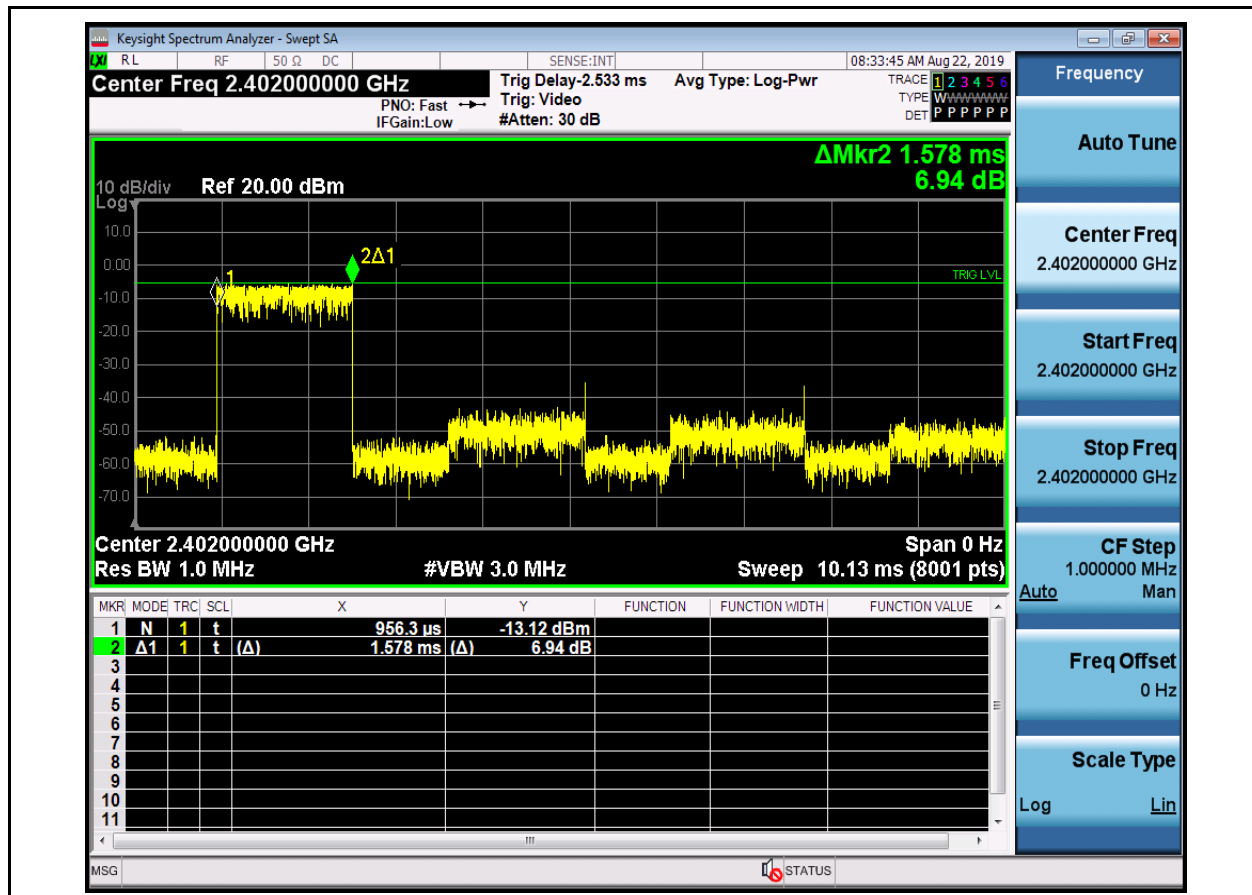 Keysight Spectrum Analyzer - Swept SA
LXI RL RF 50 Ω DC SENSE:INT 08:33:45 AM Aug 22, 2019
Center Freq 2.402000000 GHz
PNO: Fast
IFGain:Low
Trig Delay-2.533 ms
Trig: Video
#Atten: 30 dB
Avg Type: Log-Pwr
TRACE 1 2 3 4 5 6
TYPE WWWWWW
DET P P P P P P
ΔMkr2 1.578 ms
6.94 dB
10 dB/div Ref 20.00 dBm
Log
10.0
0.00
-10.0
-20.0
-30.0
-40.0
-50.0
-60.0
-70.0
1
2Δ1
TRIG LVL
Center 2.402000000 GHz Span 0 Hz
Res BW 1.0 MHz #VBW 3.0 MHz Sweep 10.13 ms (8001 pts)
MKR MODE TRC SCL X Y FUNCTION FUNCTION WIDTH FUNCTION VALUE
1 N 1 t 956.3 µs -13.12 dBm
2 Δ1 1 t (Δ) 1.578 ms (Δ) 6.94 dB
3
4
5
6
7
8
9
10
11
MSG STATUS
Frequency
Auto Tune
Center Freq
2.402000000 GHz
Start Freq
2.402000000 GHz
Stop Freq
2.402000000 GHz
CF Step
1.000000 MHz
Auto Man
Freq Offset
0 Hz
Scale Type
Log Lin